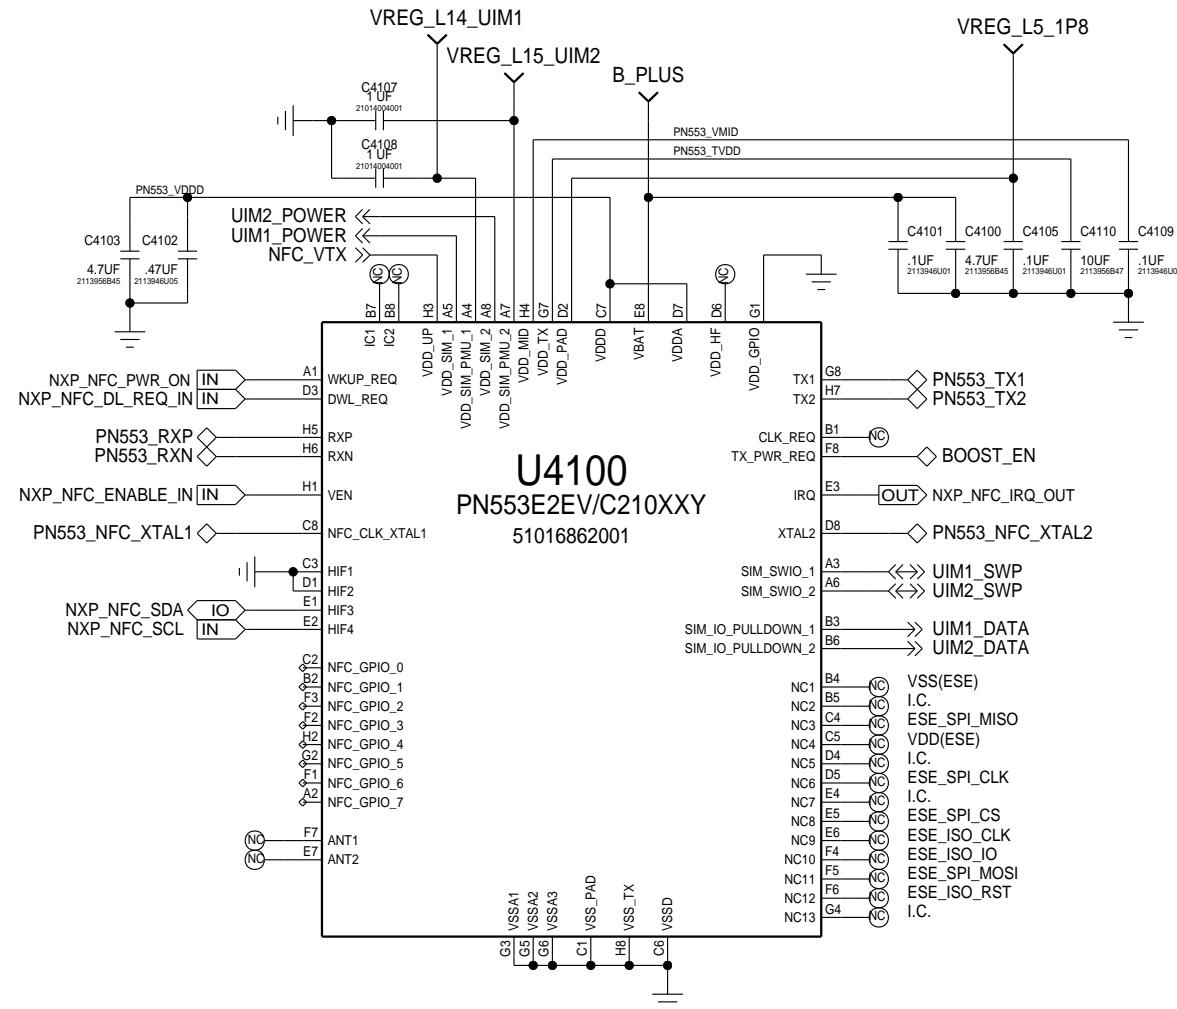 VREG_L14_UIM1
VREG_L5_1P8
VREG_L15_UIM2
B_PLUS
C4107
1 UF
21014004001
PN553_VMID
C4108
1 UF
21014004001
PN553_TVDD
PN553_VDDD
UIM2_POWER
UIM1_POWER
NFC_VTX
C4103
4.7UF
2113956B45
C4102
.47UF
2113946U05
C4101
.1UF
2113946U01
C4100
4.7UF
2113956B45
C4105
.1UF
2113946U01
C4110
10UF
2113956B47
C4109
.1UF
2113946U0
NC NC NC
B7 B8 H3 A5 A4 A8 A7 H4 G7 D2 C7 E8 D7 D6 G1
IC1
IC2
VDD_UP
VDD_SIM_1
VDD_SIM_PMU_1
VDD_SIM_2
VDD_SIM_PMU_2
VDD_MID
VDD_TX
VDD_PAD
VDDD
VBAT
VDDA
VDD_HF
VDD_GPIO
NXP_NFC_PWR_ON IN A1 WKUP_REQ
NXP_NFC_DL_REQ_IN IN D3 DWL_REQ
PN553_RXP H5 RXP
PN553_RXN H6 RXN
NXP_NFC_ENABLE_IN IN H1 VEN
PN553_NFC_XTAL1 C8 NFC_CLK_XTAL1
C3 HIF1
D1 HIF2
NXP_NFC_SDA IO E1 HIF3
NXP_NFC_SCL IN E2 HIF4
C2 NFC_GPIO_0
B2 NFC_GPIO_1
F3 NFC_GPIO_2
F2 NFC_GPIO_3
H2 NFC_GPIO_4
G2 NFC_GPIO_5
F1 NFC_GPIO_6
A2 NFC_GPIO_7
NC F7 ANT1
NC E7 ANT2
U4100
PN553E2EV/C210XXY
51016862001
TX1 G8 PN553_TX1
TX2 H7 PN553_TX2
CLK_REQ B1 NC
TX_PWR_REQ F8 BOOST_EN
IRQ E3 OUT NXP_NFC_IRQ_OUT
XTAL2 D8 PN553_NFC_XTAL2
SIM_SWIO_1 A3 UIM1_SWP
SIM_SWIO_2 A6 UIM2_SWP
SIM_IO_PULLDOWN_1 B3 UIM1_DATA
SIM_IO_PULLDOWN_2 B6 UIM2_DATA
NC1 B4 NC VSS(ESE)
NC2 B5 NC I.C.
NC3 C4 NC ESE_SPI_MISO
NC4 C5 NC VDD(ESE)
NC5 D4 NC I.C.
NC6 D5 NC ESE_SPI_CLK
NC7 E4 NC I.C.
NC8 E5 NC ESE_SPI_CS
NC9 E6 NC ESE_ISO_CLK
NC10 F4 NC ESE_ISO_IO
NC11 F5 NC ESE_SPI_MOSI
NC12 F6 NC ESE_ISO_RST
NC13 G4 NC I.C.
VSSA1
VSSA2
VSSA3
VSS_PAD
VSS_TX
VSSD
G3 G5 G6 C1 H8 C6